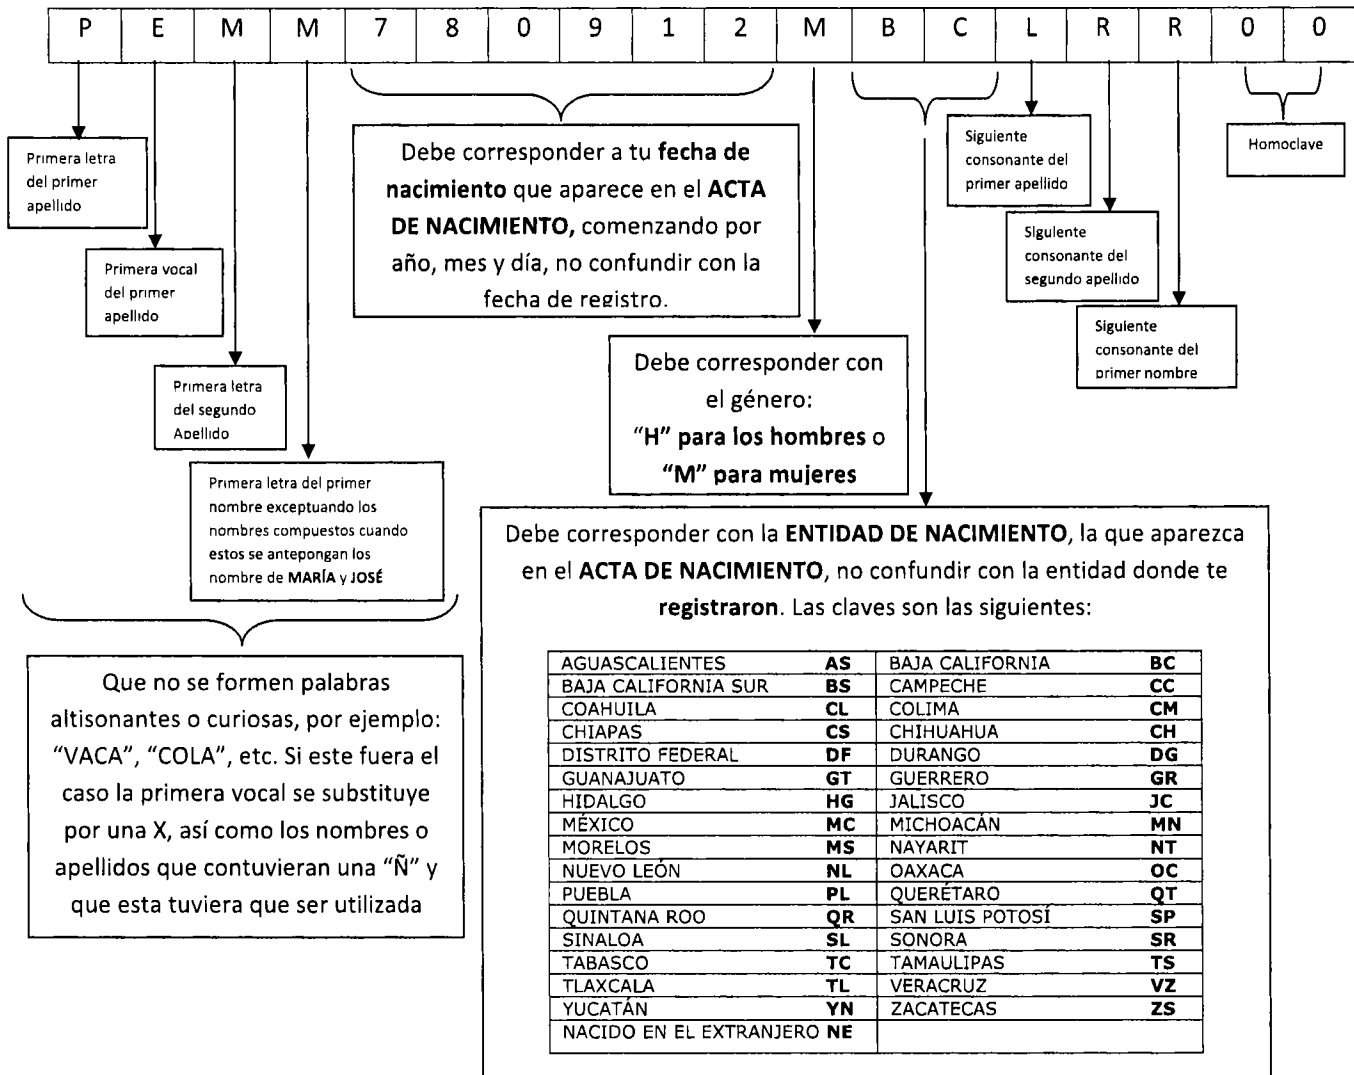 P E M M 7 8 0 9 1 2 M B C L R R 0 0
Primera letra
del primer
apellido
Primera vocal
del primer
apellido
Primera letra
del segundo
Apellido
Primera letra del primer
nombre exceptuando los
nombres compuestos cuando
estos se antepongan los
nombre de MARÍA y JOSÉ
Debe corresponder a tu fecha de
nacimiento que aparece en el ACTA
DE NACIMIENTO, comenzando por
año, mes y día, no confundir con la
fecha de registro.
Debe corresponder con
el género:
"H" para los hombres o
"M" para mujeres
Siguiente
consonante del
primer apellido
Siguiente
consonante del
segundo apellido
Siguiente
consonante del
primer nombre
Homoclave
Que no se formen palabras
altisonantes o curiosas, por ejemplo:
"VACA", "COLA", etc. Si este fuera el
caso la primera vocal se substituye
por una X, así como los nombres o
apellidos que contuvieran una "Ñ" y
que esta tuviera que ser utilizada
Debe corresponder con la ENTIDAD DE NACIMIENTO, la que aparezca
en el ACTA DE NACIMIENTO, no confundir con la entidad donde te
registraron. Las claves son las siguientes:
AGUASCALIENTES AS BAJA CALIFORNIA BC
BAJA CALIFORNIA SUR BS CAMPECHE CC
COAHUILA CL COLIMA CM
CHIAPAS CS CHIHUAHUA CH
DISTRITO FEDERAL DF DURANGO DG
GUANAJUATO GT GUERRERO GR
HIDALGO HG JALISCO JC
MÉXICO MC MICHOACÁN MN
MORELOS MS NAYARIT NT
NUEVO LEÓN NL OAXACA OC
PUEBLA PL QUERÉTARO QT
QUINTANA ROO QR SAN LUIS POTOSÍ SP
SINALOA SL SONORA SR
TABASCO TC TAMAULIPAS TS
TLAXCALA TL VERACRUZ VZ
YUCATÁN YN ZACATECAS ZS
NACIDO EN EL EXTRANJERO NE